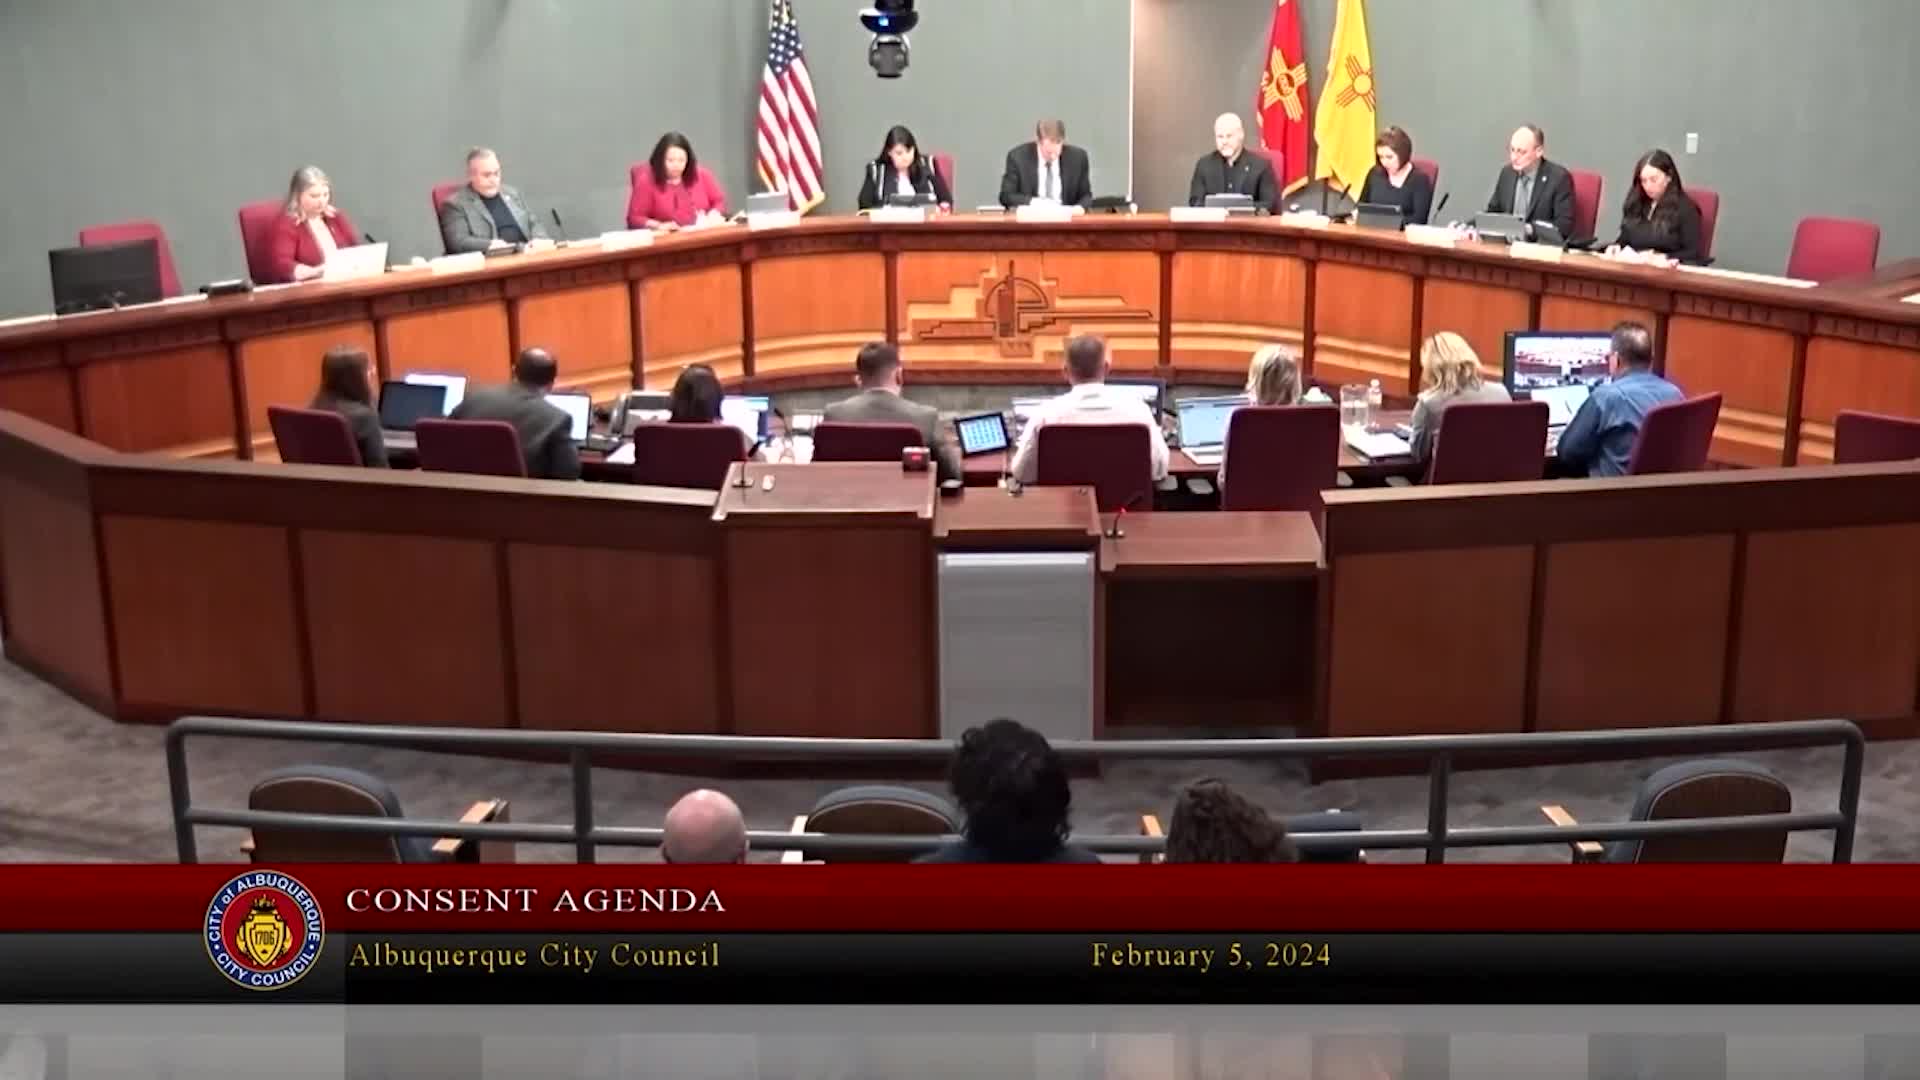 CONSENT AGENDA
Albuquerque City Council
February 5, 2024
CITY of ALBUQUERQUE
1706
CITY COUNCIL